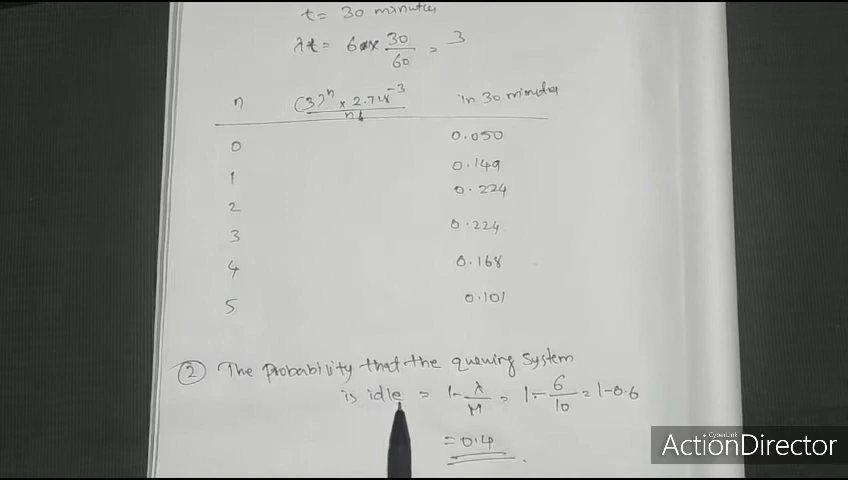 t = 30 minutes
λt = 6 × 30/60 = 3
n (3)ⁿ × 2.718⁻³ / n! in 30 minutes
0 0.050
1 0.149
2 0.224
3 0.224
4 0.168
5 0.101
② The probability that the queuing system
is idle = 1 - λ/M = 1 - 6/10 = 1 - 0.6
= 0.4
CyberLink
ActionDirector